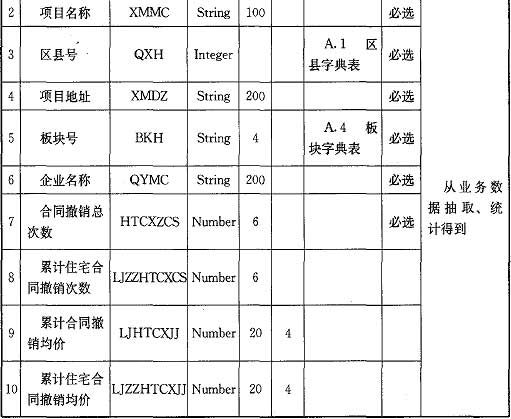 2 项目名称 XMMC String 100 必选
3 区县号 QXH Integer A.1 区县字典表 必选
4 项目地址 XMDZ String 200 必选
5 板块号 BKH String 4 A.4 板块字典表 必选
6 企业名称 QYMC String 200 必选
7 合同撤销总次数 HTCXZCS Number 6 必选
从业务数据抽取、统计得到
8 累计住宅合同撤销次数 LJZZHTCXCS Number 6
9 累计合同撤销均价 LJHTCXJJ Number 20 4
10 累计住宅合同撤销均价 LJZZHTCXJJ Number 20 4